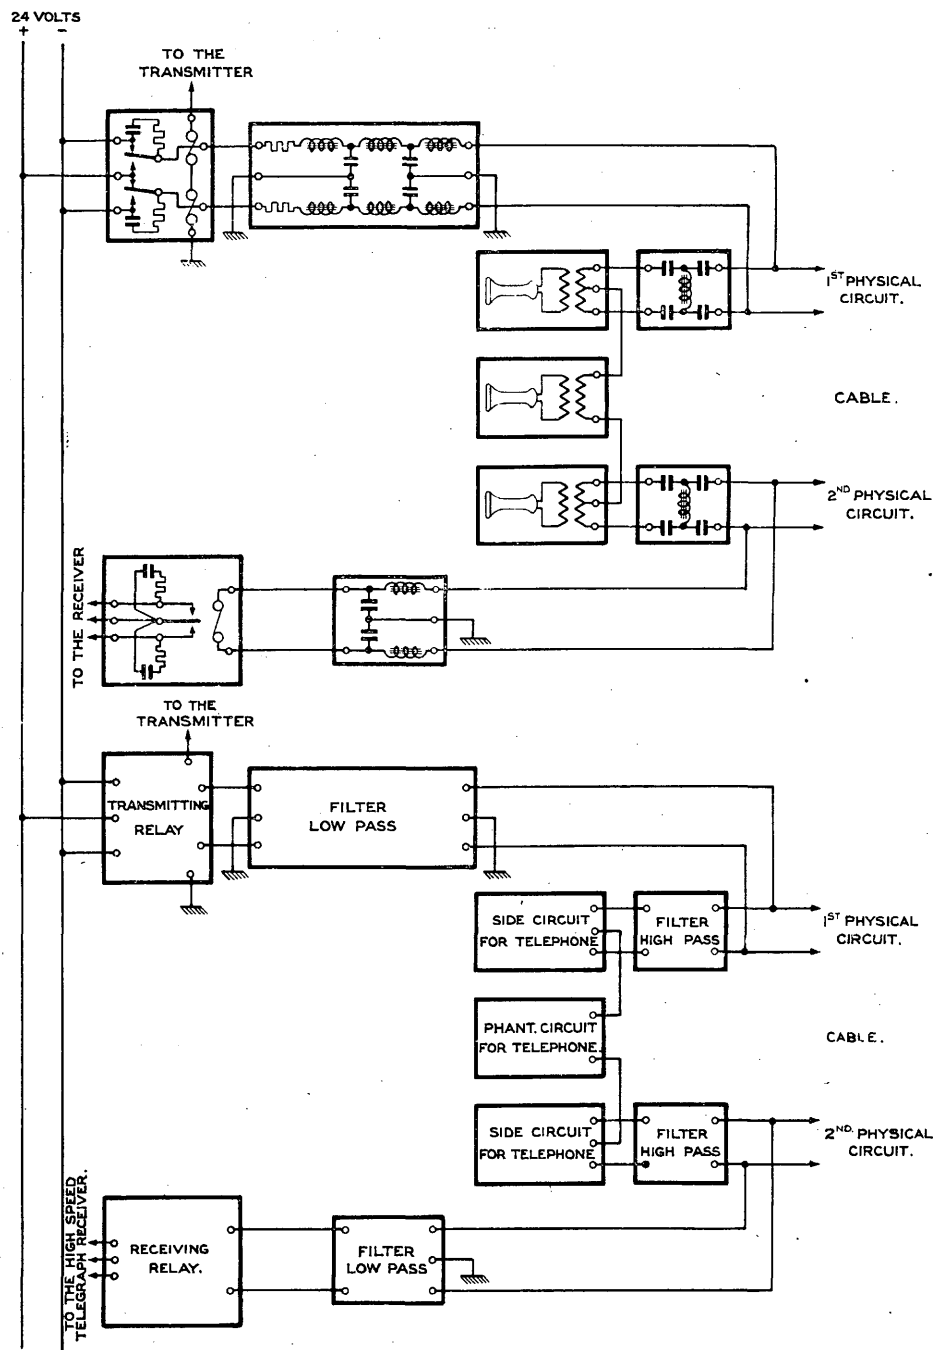 24 VOLTS
+ -
TO THE
TRANSMITTER
1ST PHYSICAL
CIRCUIT.
CABLE.
2ND PHYSICAL
CIRCUIT.
TO THE RECEIVER
TO THE
TRANSMITTER
TRANSMITTING
RELAY
FILTER
LOW PASS
SIDE CIRCUIT
FOR TELEPHONE
FILTER
HIGH PASS
1ST PHYSICAL
CIRCUIT.
PHANT. CIRCUIT
FOR TELEPHONE.
CABLE.
SIDE CIRCUIT
FOR TELEPHONE
FILTER
HIGH PASS
2ND. PHYSICAL
CIRCUIT.
TO THE HIGH SPEED
TELEGRAPH RECEIVER.
RECEIVING
RELAY.
FILTER
LOW PASS